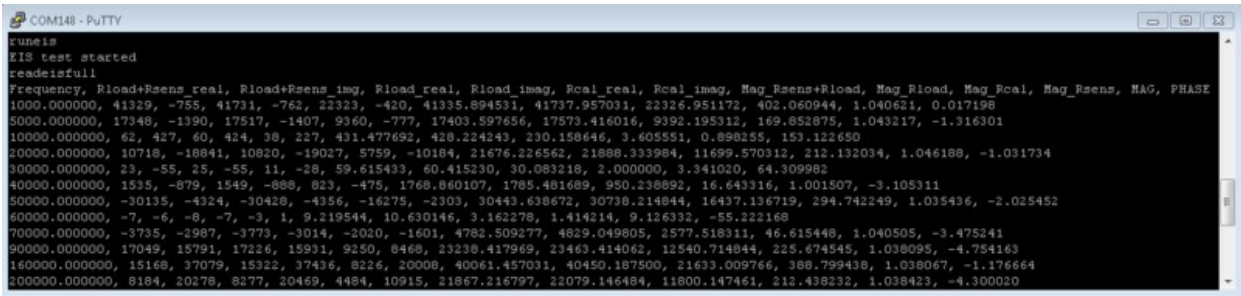 COM148 - PuTTY
runeis
EIS test started
readeisfull
Frequency, Rload+Rsens_real, Rload+Rsens_img, Rload_real, Rload_imag, Rcal_real, Rcal_imag, Mag_Rsens+Rload, Mag_Rload, Mag_Rcal, Mag_Rsens, MAG, PHASE
1000.000000, 41329, -755, 41731, -762, 22323, -420, 41335.894531, 41737.957031, 22326.951172, 402.060944, 1.040621, 0.017198
5000.000000, 17348, -1390, 17517, -1407, 9360, -777, 17403.597656, 17573.416016, 9392.195312, 169.852875, 1.043217, -1.316301
10000.000000, 62, 427, 60, 424, 38, 227, 431.477692, 428.224243, 230.158646, 3.605551, 0.898255, 153.122650
20000.000000, 10718, -18841, 10820, -19027, 5759, -10184, 21676.226562, 21888.333984, 11699.570312, 212.132034, 1.046188, -1.031734
30000.000000, 23, -55, 25, -55, 11, -28, 59.615433, 60.415230, 30.083218, 2.000000, 3.341020, 64.309982
40000.000000, 1535, -879, 1549, -888, 823, -475, 1768.860107, 1785.481689, 950.238892, 16.643316, 1.001507, -3.105311
50000.000000, -30135, -4324, -30428, -4356, -16275, -2303, 30443.638672, 30738.214844, 16437.136719, 294.742249, 1.035436, -2.025452
60000.000000, -7, -6, -8, -7, -3, 1, 9.219544, 10.630146, 3.162278, 1.414214, 9.126332, -55.222168
70000.000000, -3735, -2987, -3773, -3014, -2020, -1601, 4782.509277, 4829.049805, 2577.518311, 46.615448, 1.040505, -3.475241
90000.000000, 17049, 15791, 17226, 15931, 9250, 8468, 23238.417969, 23463.414062, 12540.714844, 225.674545, 1.038095, -4.754163
160000.000000, 15168, 37079, 15322, 37436, 8226, 20008, 40061.457031, 40450.187500, 21633.009766, 388.799438, 1.038067, -1.176664
200000.000000, 8184, 20278, 8277, 20469, 4484, 10915, 21867.216797, 22079.146484, 11800.147461, 212.438232, 1.038423, -4.300020